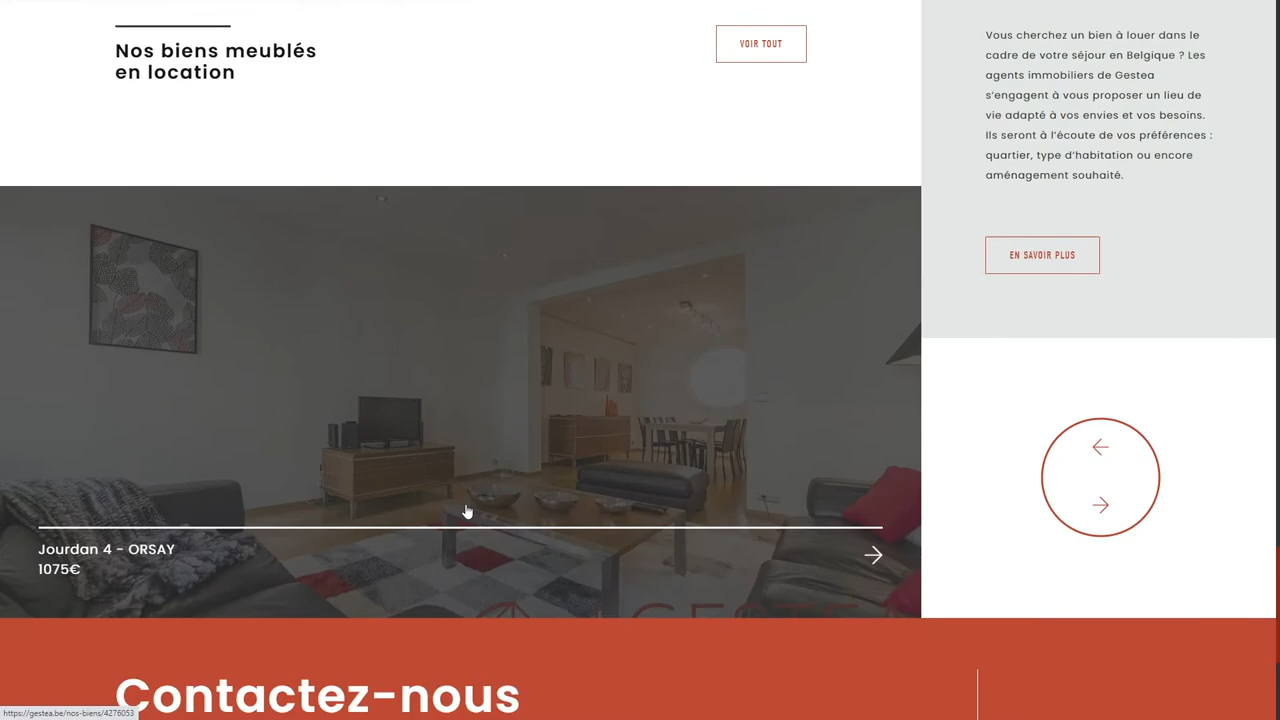 Nos biens meublés
en location
VOIR TOUT
Vous cherchez un bien à louer dans le
cadre de votre séjour en Belgique ? Les
agents immobiliers de Gestea
s’engagent à vous proposer un lieu de
vie adapté à vos envies et vos besoins.
Ils seront à l’écoute de vos préférences :
quartier, type d’habitation ou encore
aménagement souhaité.
EN SAVOIR PLUS
Jourdan 4 - ORSAY
1075€
Contactez-nous
https://gestea.be/nos-biens/4276053